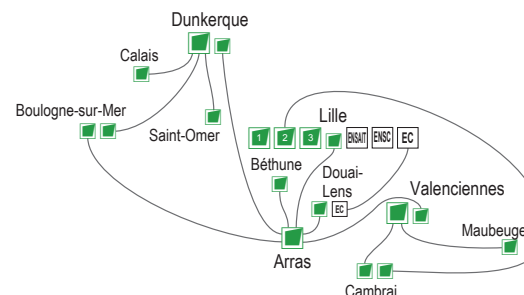 Dunkerque
Calais
Boulogne-sur-Mer
Saint-Omer
Lille
1 2 3 ENSAIT ENSC EC
Béthune
Douai-
Lens
EC
Valenciennes
Maubeuge
Arras
Cambrai